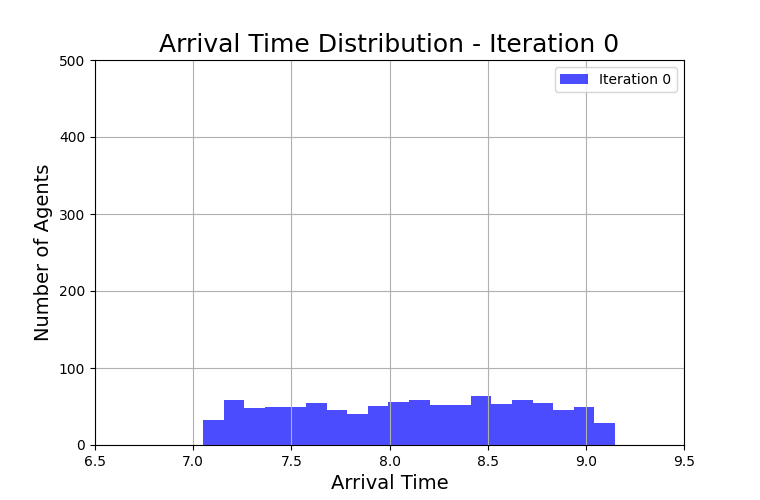 Arrival Time Distribution - Iteration 0
Iteration 0
Number of Agents
500
400
300
200
100
0
6.5 7.0 7.5 8.0 8.5 9.0 9.5
Arrival Time